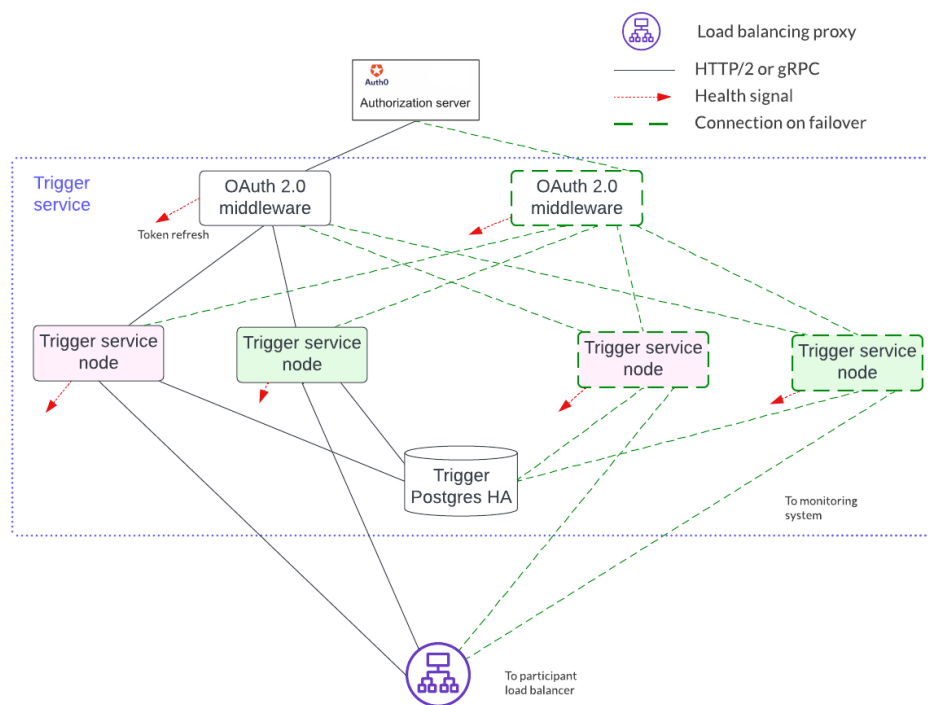 Load balancing proxy
HTTP/2 or gRPC
Health signal
Connection on failover
Auth0
Authorization server
Trigger
service
OAuth 2.0
middleware
OAuth 2.0
middleware
Token refresh
Trigger service
node
Trigger service
node
Trigger service
node
Trigger service
node
Trigger
Postgres HA
To monitoring
system
To participant
load balancer